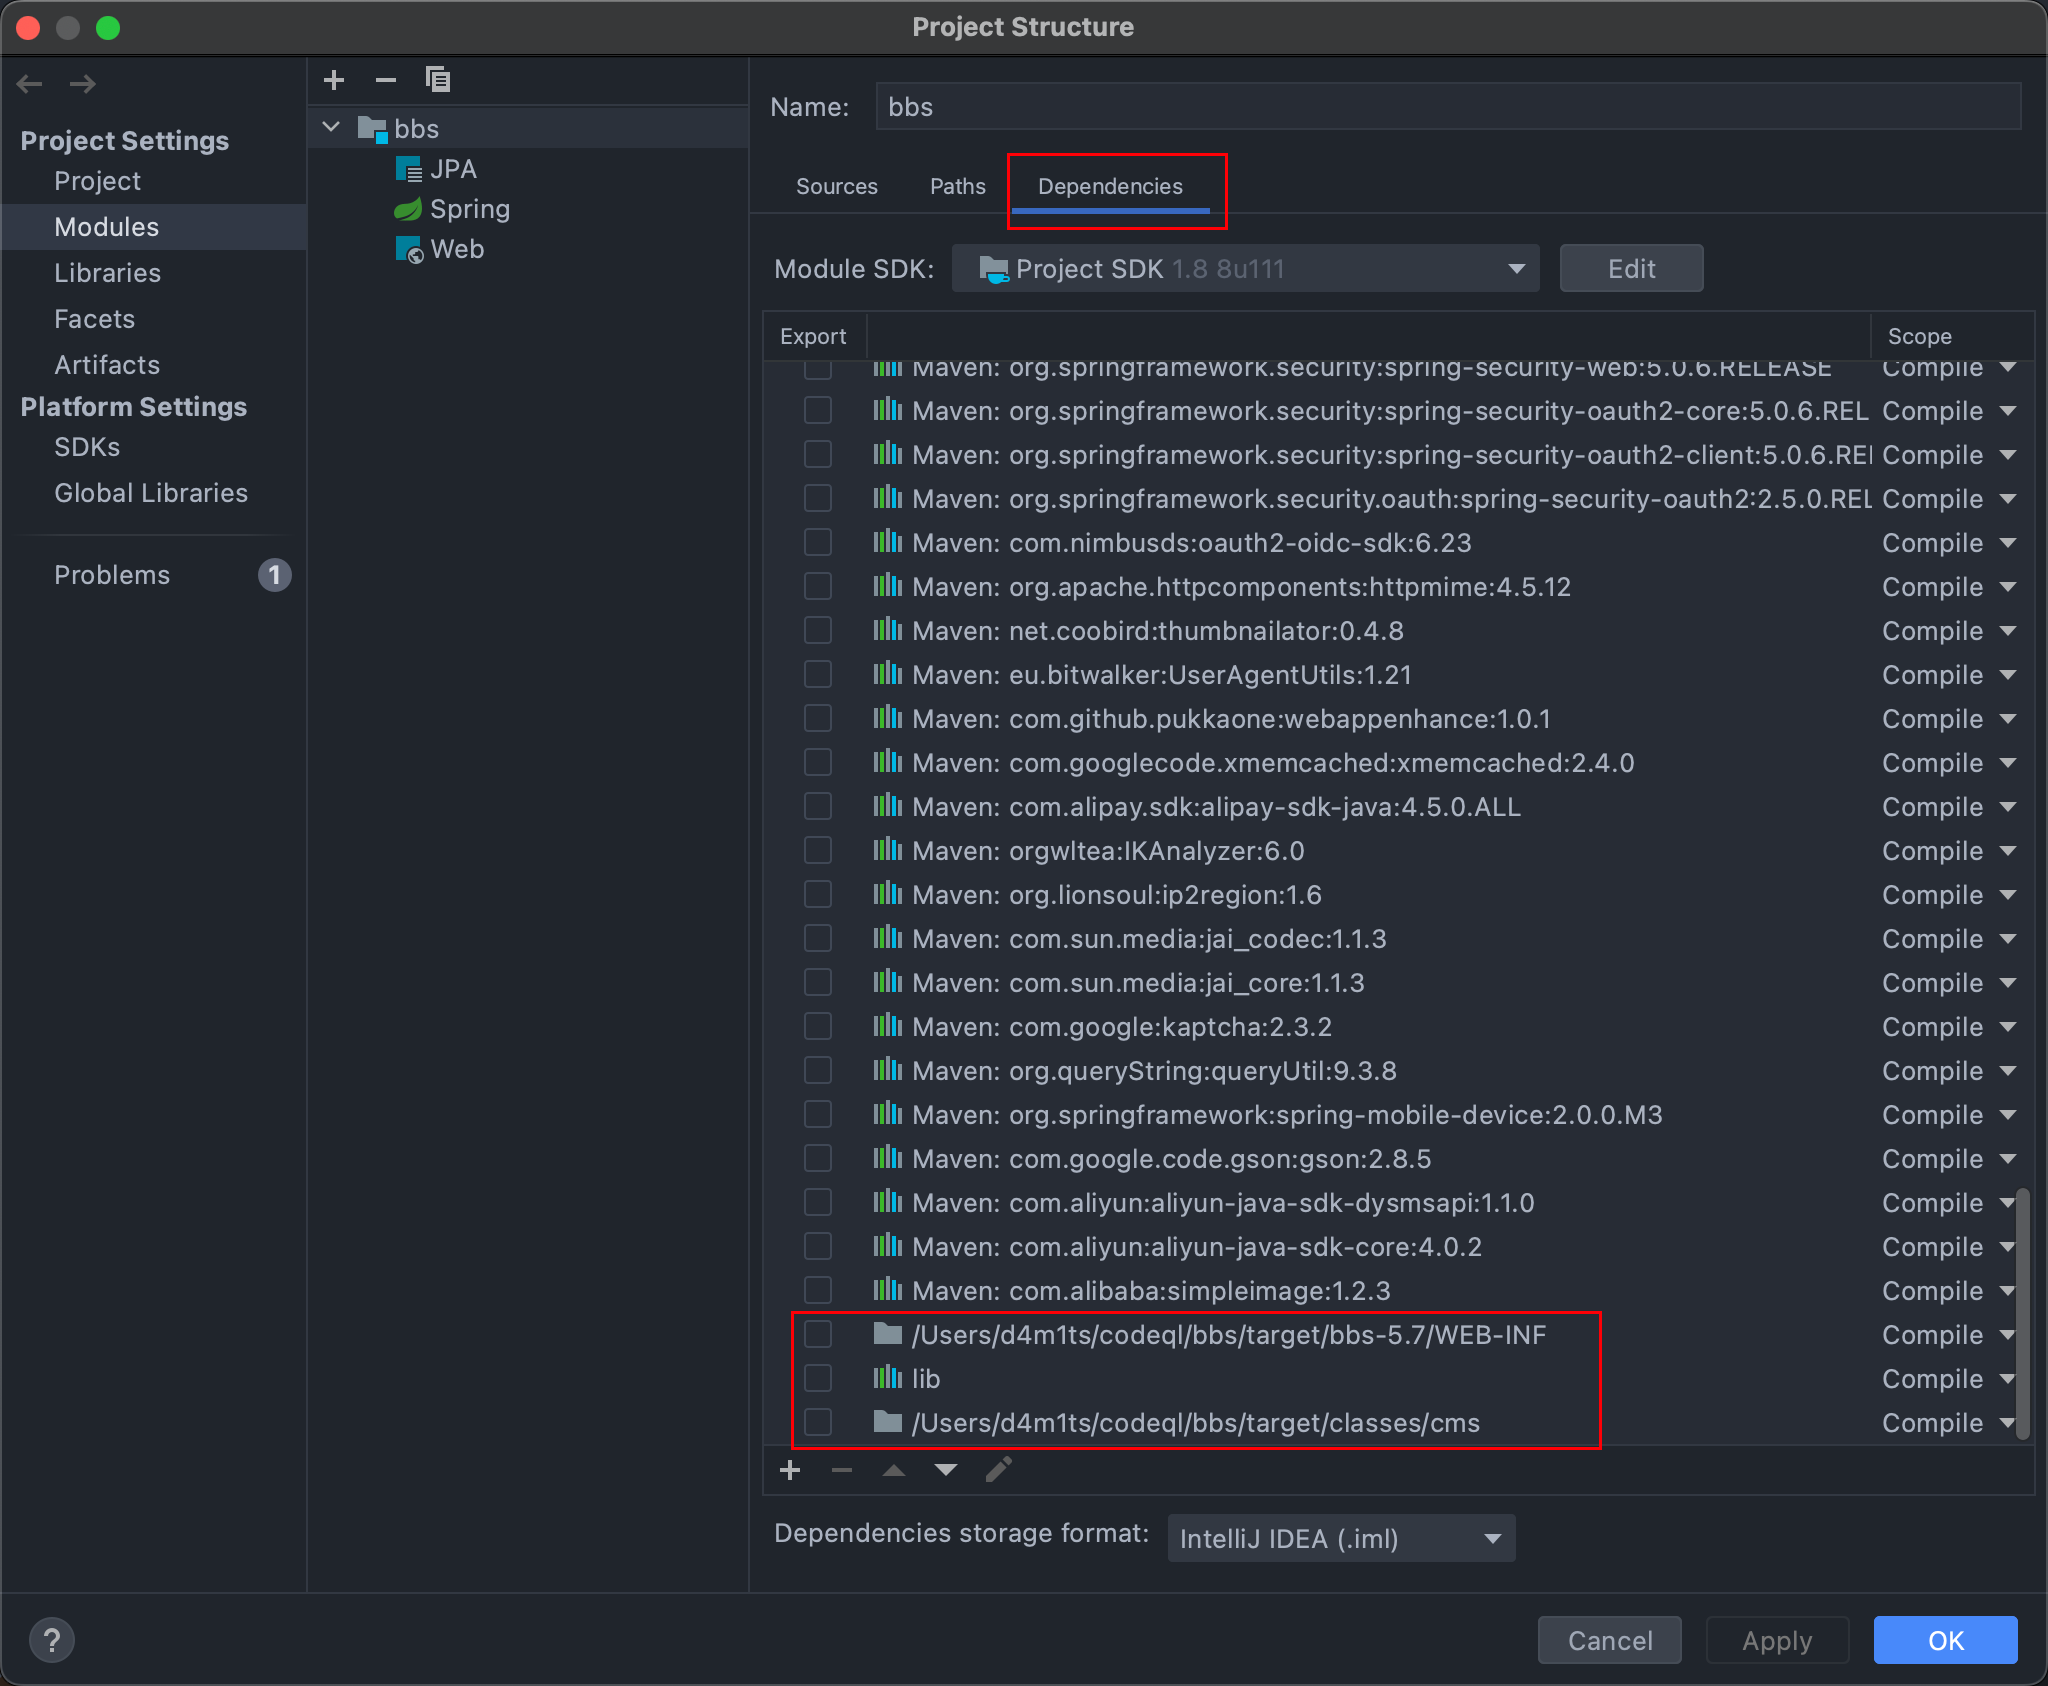 Project Structure
Project Settings
Project
Modules
Libraries
Facets
Artifacts
Platform Settings
SDKs
Global Libraries
Problems 1
bbs
JPA
Spring
Web
Name: bbs
Sources Paths Dependencies
Module SDK: Project SDK 1.8 8u111 Edit
Export Scope
Maven: org.springframework.security:spring-security-web:5.0.6.RELEASE Compile
Maven: org.springframework.security:spring-security-oauth2-core:5.0.6.REL Compile
Maven: org.springframework.security:spring-security-oauth2-client:5.0.6.REl Compile
Maven: org.springframework.security.oauth:spring-security-oauth2:2.5.0.REL Compile
Maven: com.nimbusds:oauth2-oidc-sdk:6.23 Compile
Maven: org.apache.httpcomponents:httpmime:4.5.12 Compile
Maven: net.coobird:thumbnailator:0.4.8 Compile
Maven: eu.bitwalker:UserAgentUtils:1.21 Compile
Maven: com.github.pukkaone:webappenhance:1.0.1 Compile
Maven: com.googlecode.xmemcached:xmemcached:2.4.0 Compile
Maven: com.alipay.sdk:alipay-sdk-java:4.5.0.ALL Compile
Maven: orgwltea:IKAnalyzer:6.0 Compile
Maven: org.lionsoul:ip2region:1.6 Compile
Maven: com.sun.media:jai_codec:1.1.3 Compile
Maven: com.sun.media:jai_core:1.1.3 Compile
Maven: com.google:kaptcha:2.3.2 Compile
Maven: org.queryString:queryUtil:9.3.8 Compile
Maven: org.springframework:spring-mobile-device:2.0.0.M3 Compile
Maven: com.google.code.gson:gson:2.8.5 Compile
Maven: com.aliyun:aliyun-java-sdk-dysmsapi:1.1.0 Compile
Maven: com.aliyun:aliyun-java-sdk-core:4.0.2 Compile
Maven: com.alibaba:simpleimage:1.2.3 Compile
/Users/d4m1ts/codeql/bbs/target/bbs-5.7/WEB-INF Compile
lib Compile
/Users/d4m1ts/codeql/bbs/target/classes/cms Compile
Dependencies storage format: IntelliJ IDEA (.iml)
? Cancel Apply OK